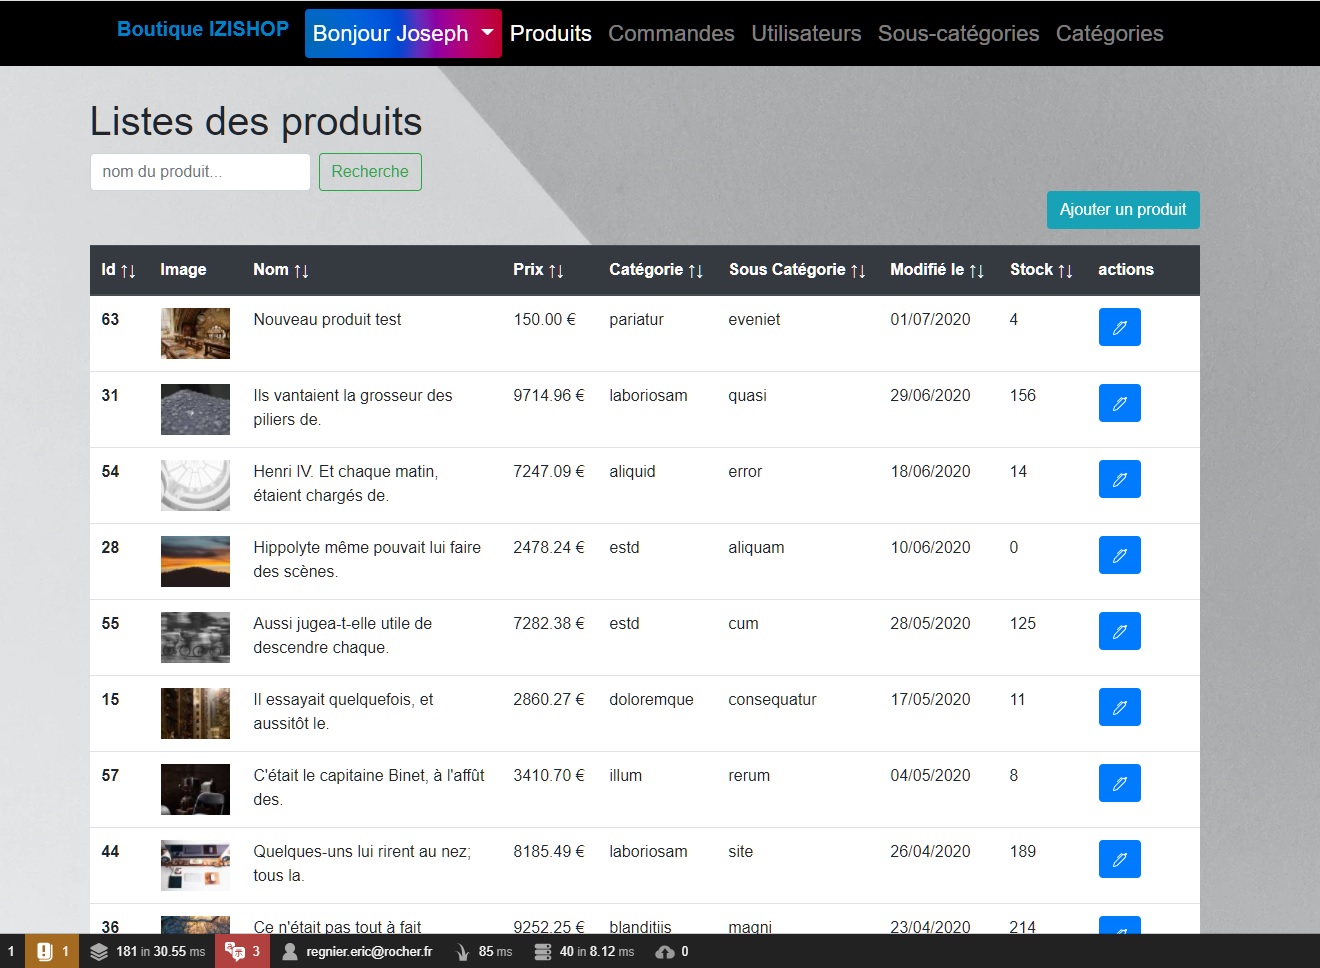 Boutique IZISHOP Bonjour Joseph Produits Commandes Utilisateurs Sous-catégories Catégories
Listes des produits
nom du produit... Recherche
Ajouter un produit
Id ↑↓ Image Nom ↑↓ Prix ↑↓ Catégorie ↑↓ Sous Catégorie ↑↓ Modifié le ↑↓ Stock ↑↓ actions
63 Nouveau produit test 150.00 € pariatur eveniet 01/07/2020 4
31 Ils vantaient la grosseur des 9714.96 € laboriosam quasi 29/06/2020 156
piliers de.
54 Henri IV. Et chaque matin, 7247.09 € aliquid error 18/06/2020 14
étaient chargés de.
28 Hippolyte même pouvait lui faire 2478.24 € estd aliquam 10/06/2020 0
des scènes.
55 Aussi jugea-t-elle utile de 7282.38 € estd cum 28/05/2020 125
descendre chaque.
15 Il essayait quelquefois, et 2860.27 € doloremque consequatur 17/05/2020 11
aussitôt le.
57 C'était le capitaine Binet, à l'affût 3410.70 € illum rerum 04/05/2020 8
des.
44 Quelques-uns lui rirent au nez; 8185.49 € laboriosam site 26/04/2020 189
tous la.
36 Ce n'était pas tout à fait 9252.25 € blanditiis magni 23/04/2020 214
1 1 181 in 30.55 ms 3 regnier.eric@rocher.fr 85 ms 40 in 8.12 ms 0